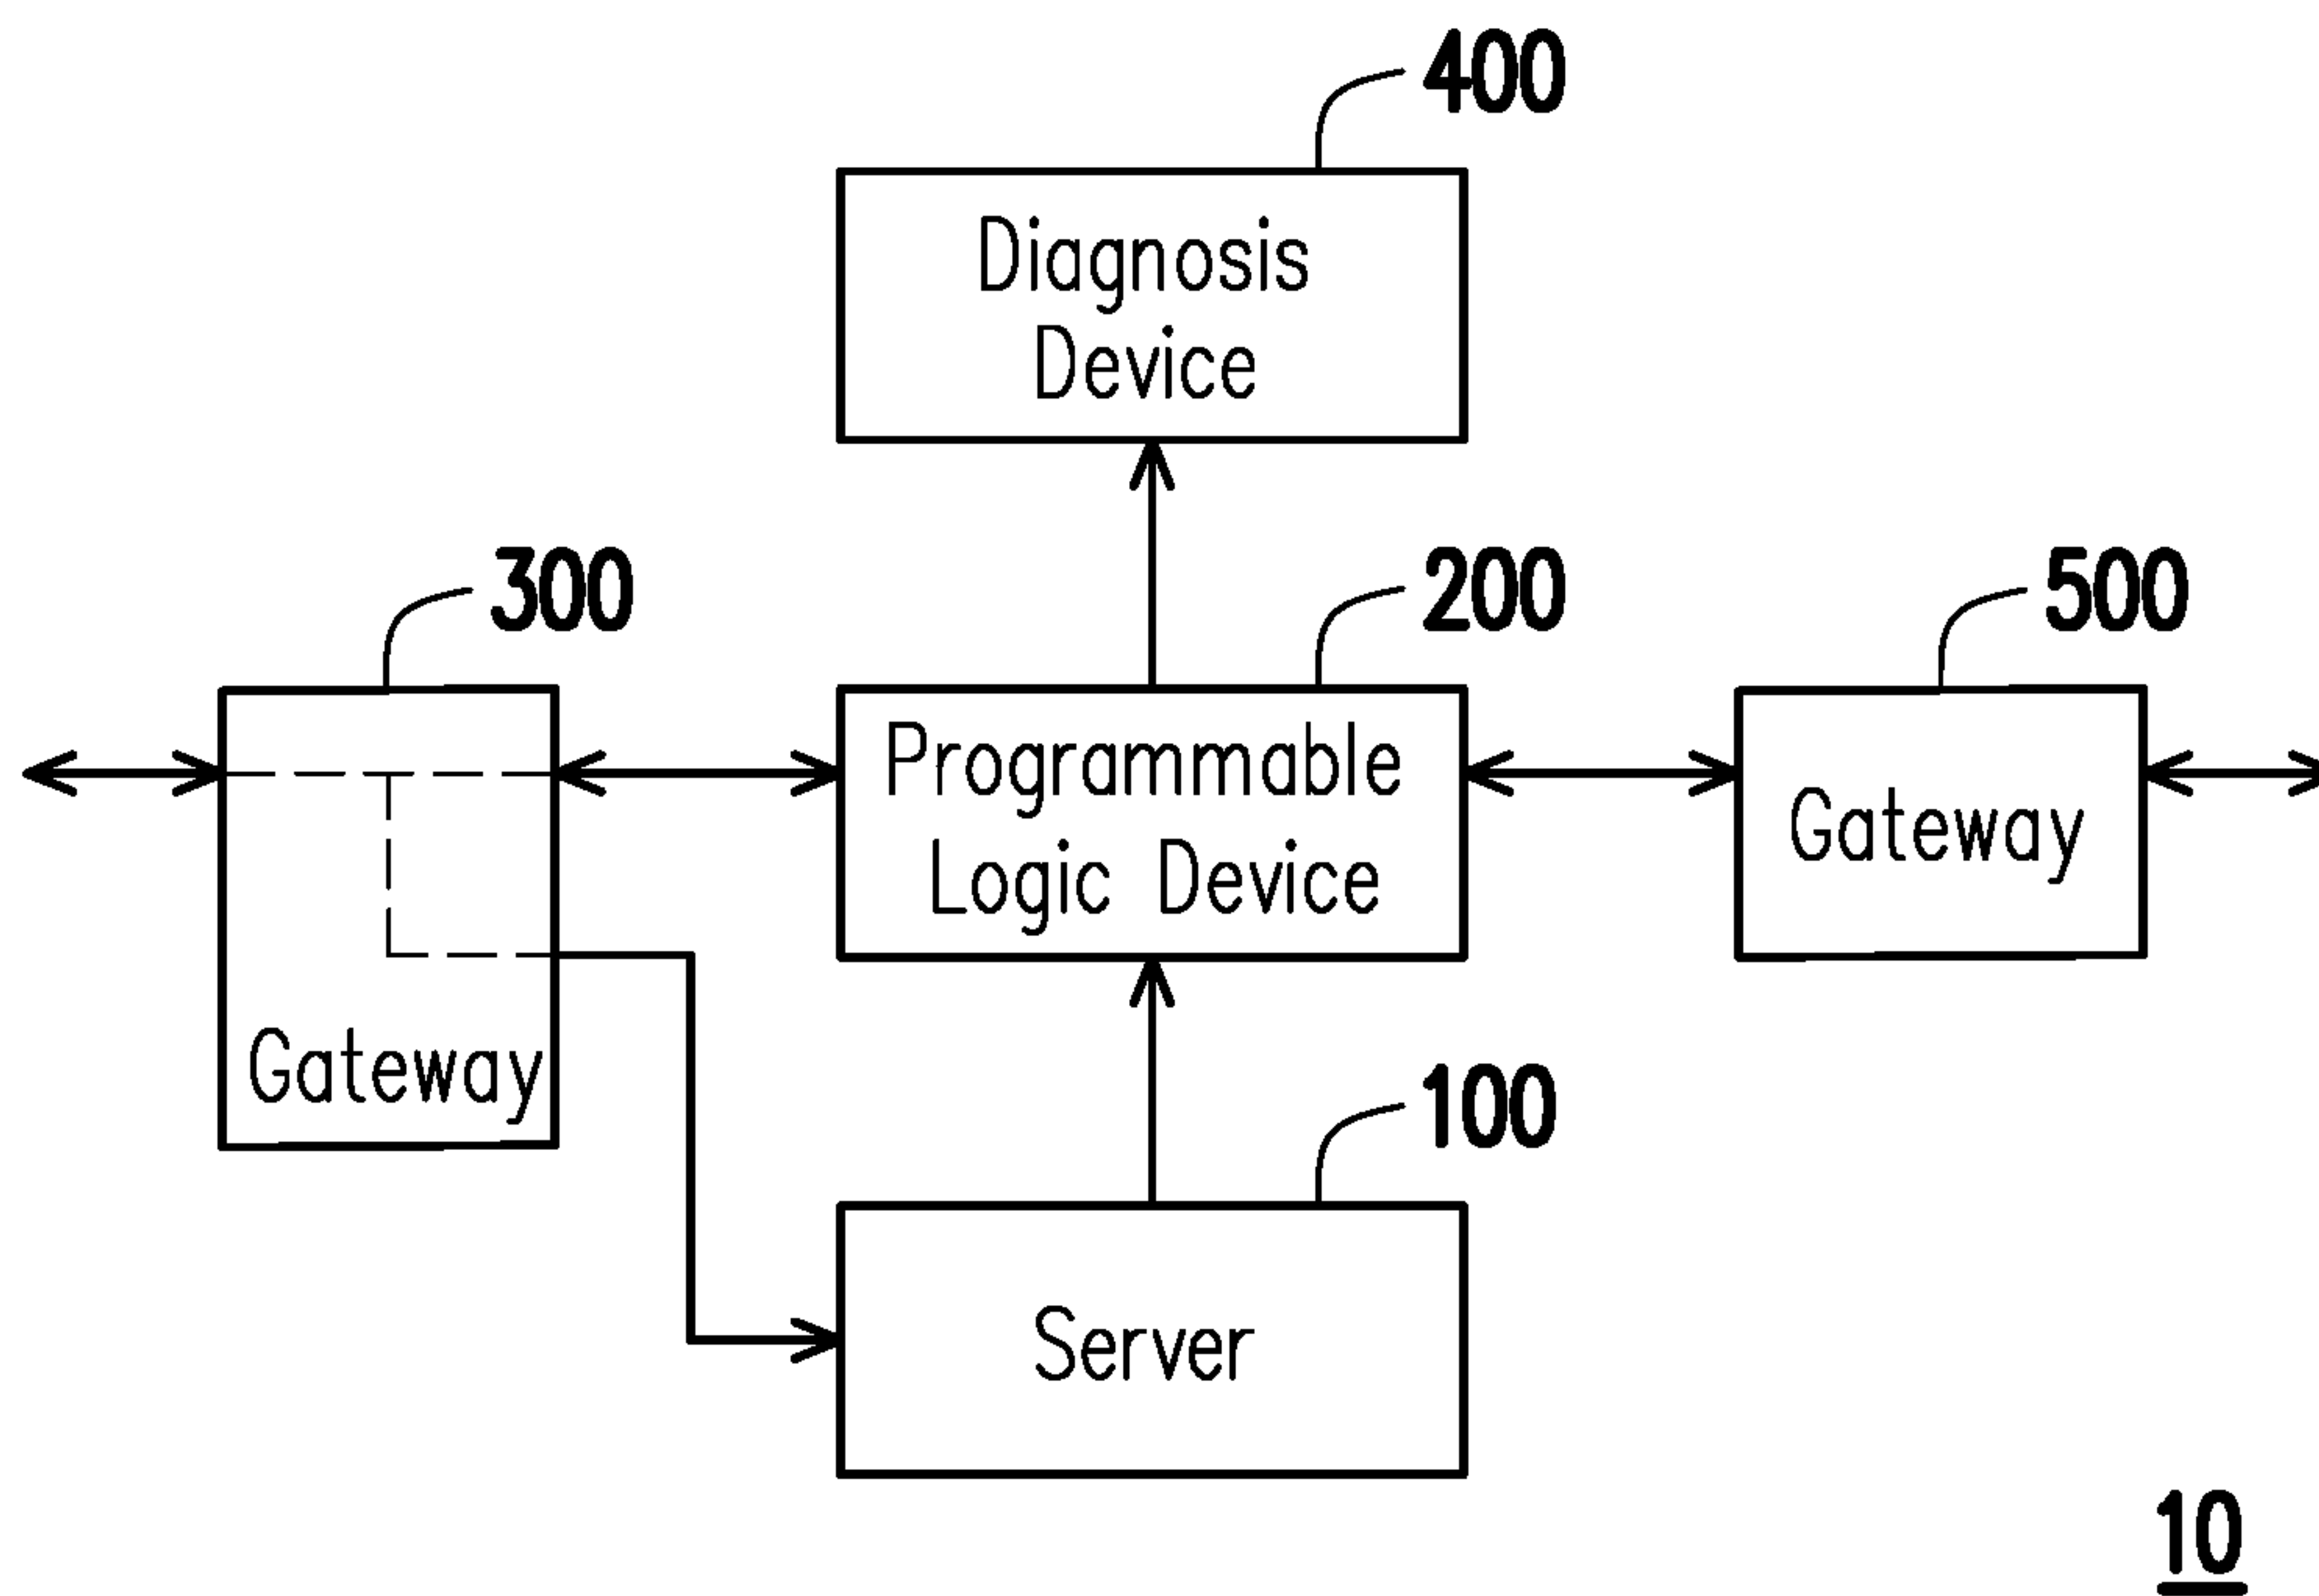 400
Diagnosis
Device
300
200
500
Programmable
Logic Device
Gateway
Gateway
100
Server
10